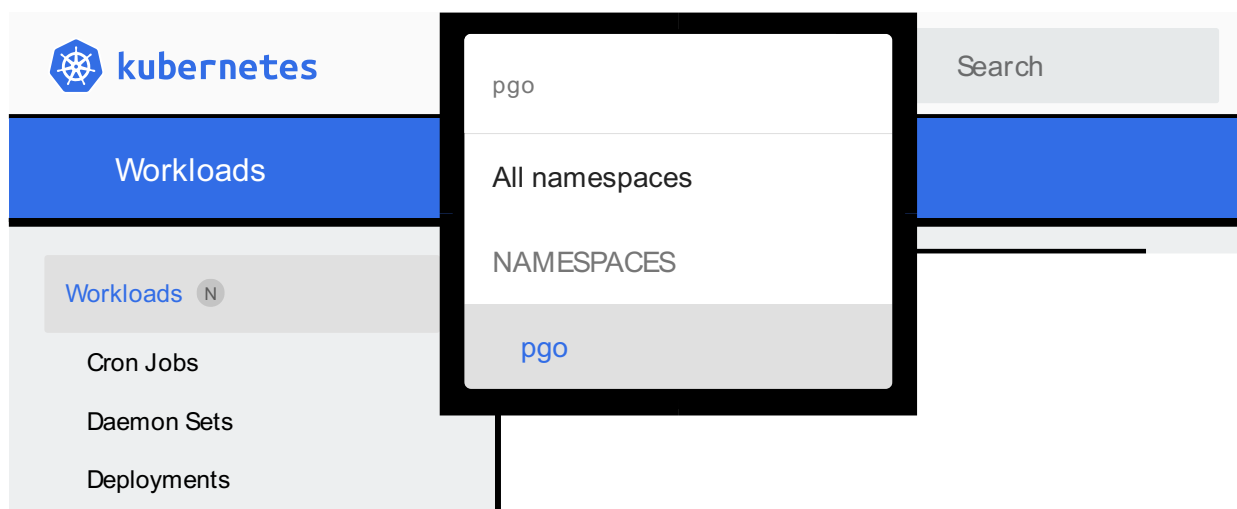 kubernetes
pgo
Search
Workloads
All namespaces
NAMESPACES
pgo
Workloads N
Cron Jobs
Daemon Sets
Deployments